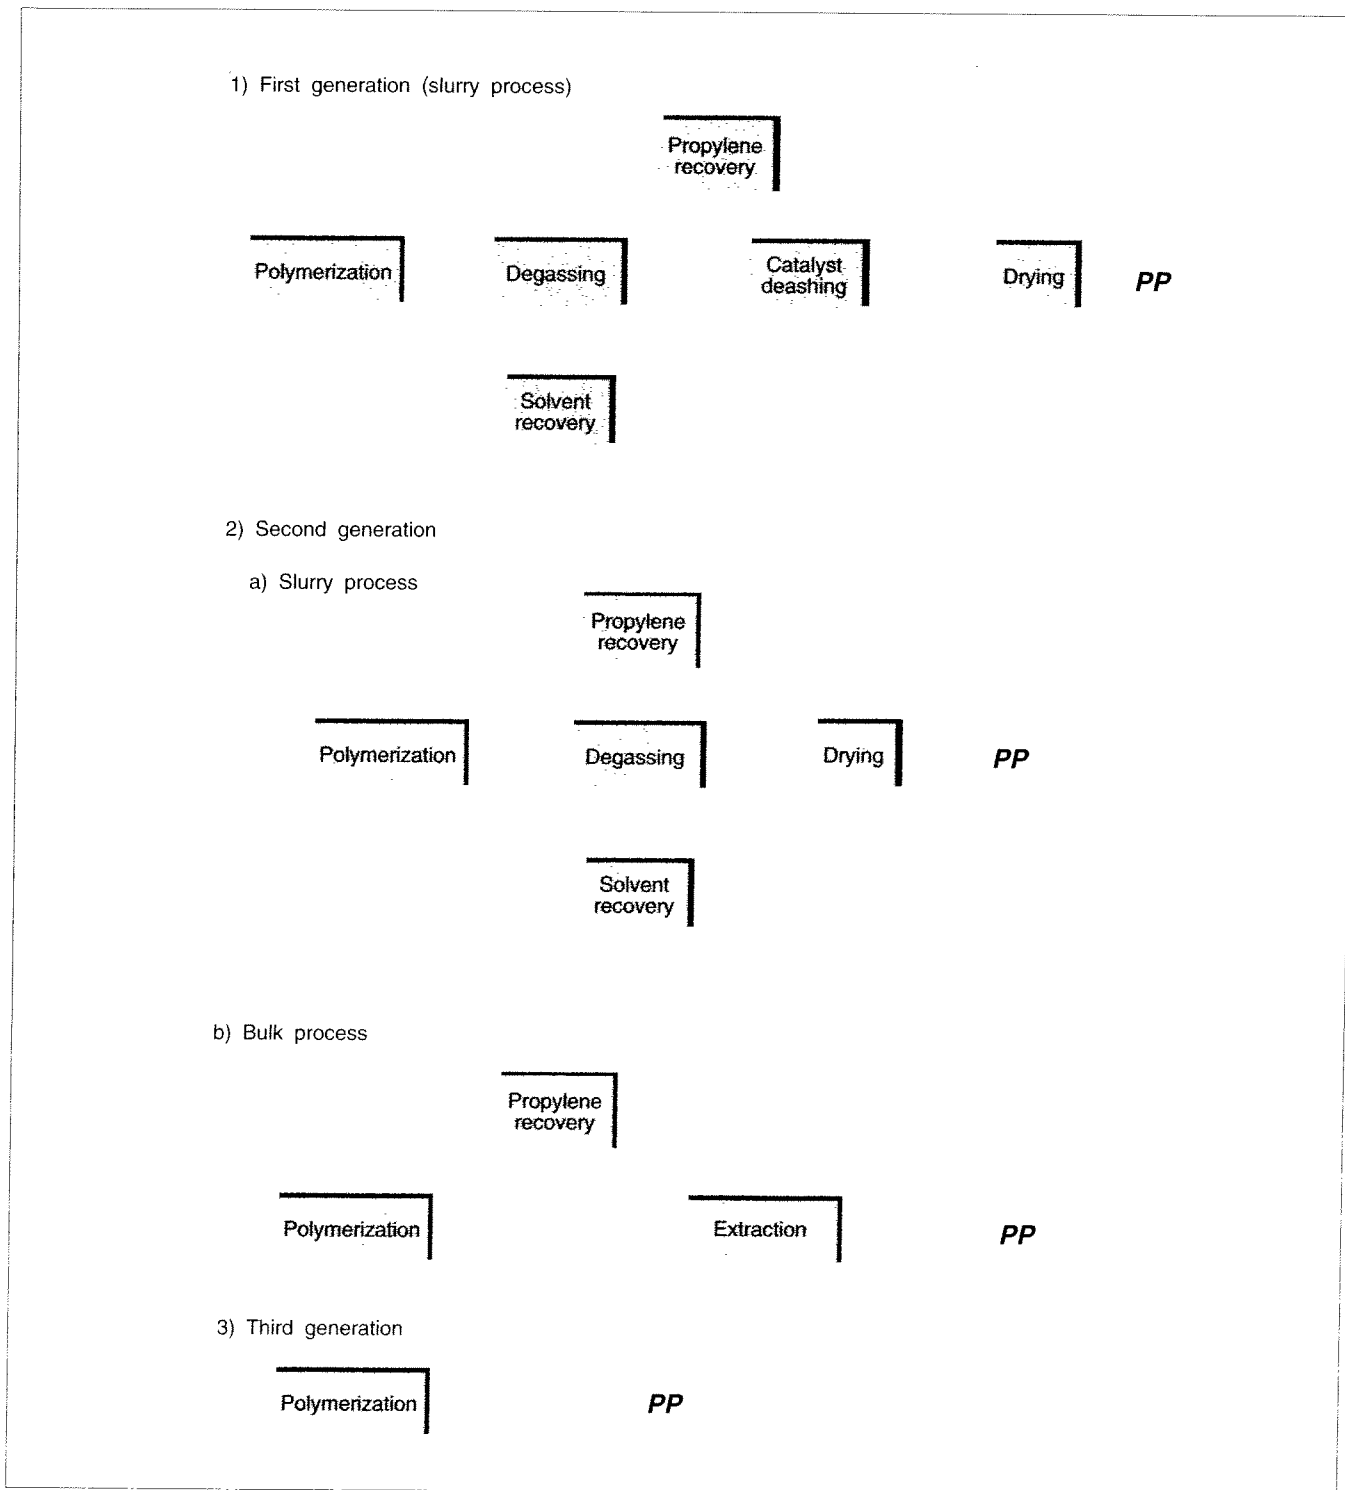 1) First generation (slurry process)
Propylene
recovery
Polymerization
Degassing
Catalyst
deashing
Drying
PP
Solvent
recovery
2) Second generation
a) Slurry process
Propylene
recovery
Polymerization
Degassing
Drying
PP
Solvent
recovery
b) Bulk process
Propylene
recovery
Polymerization
Extraction
PP
3) Third generation
Polymerization
PP